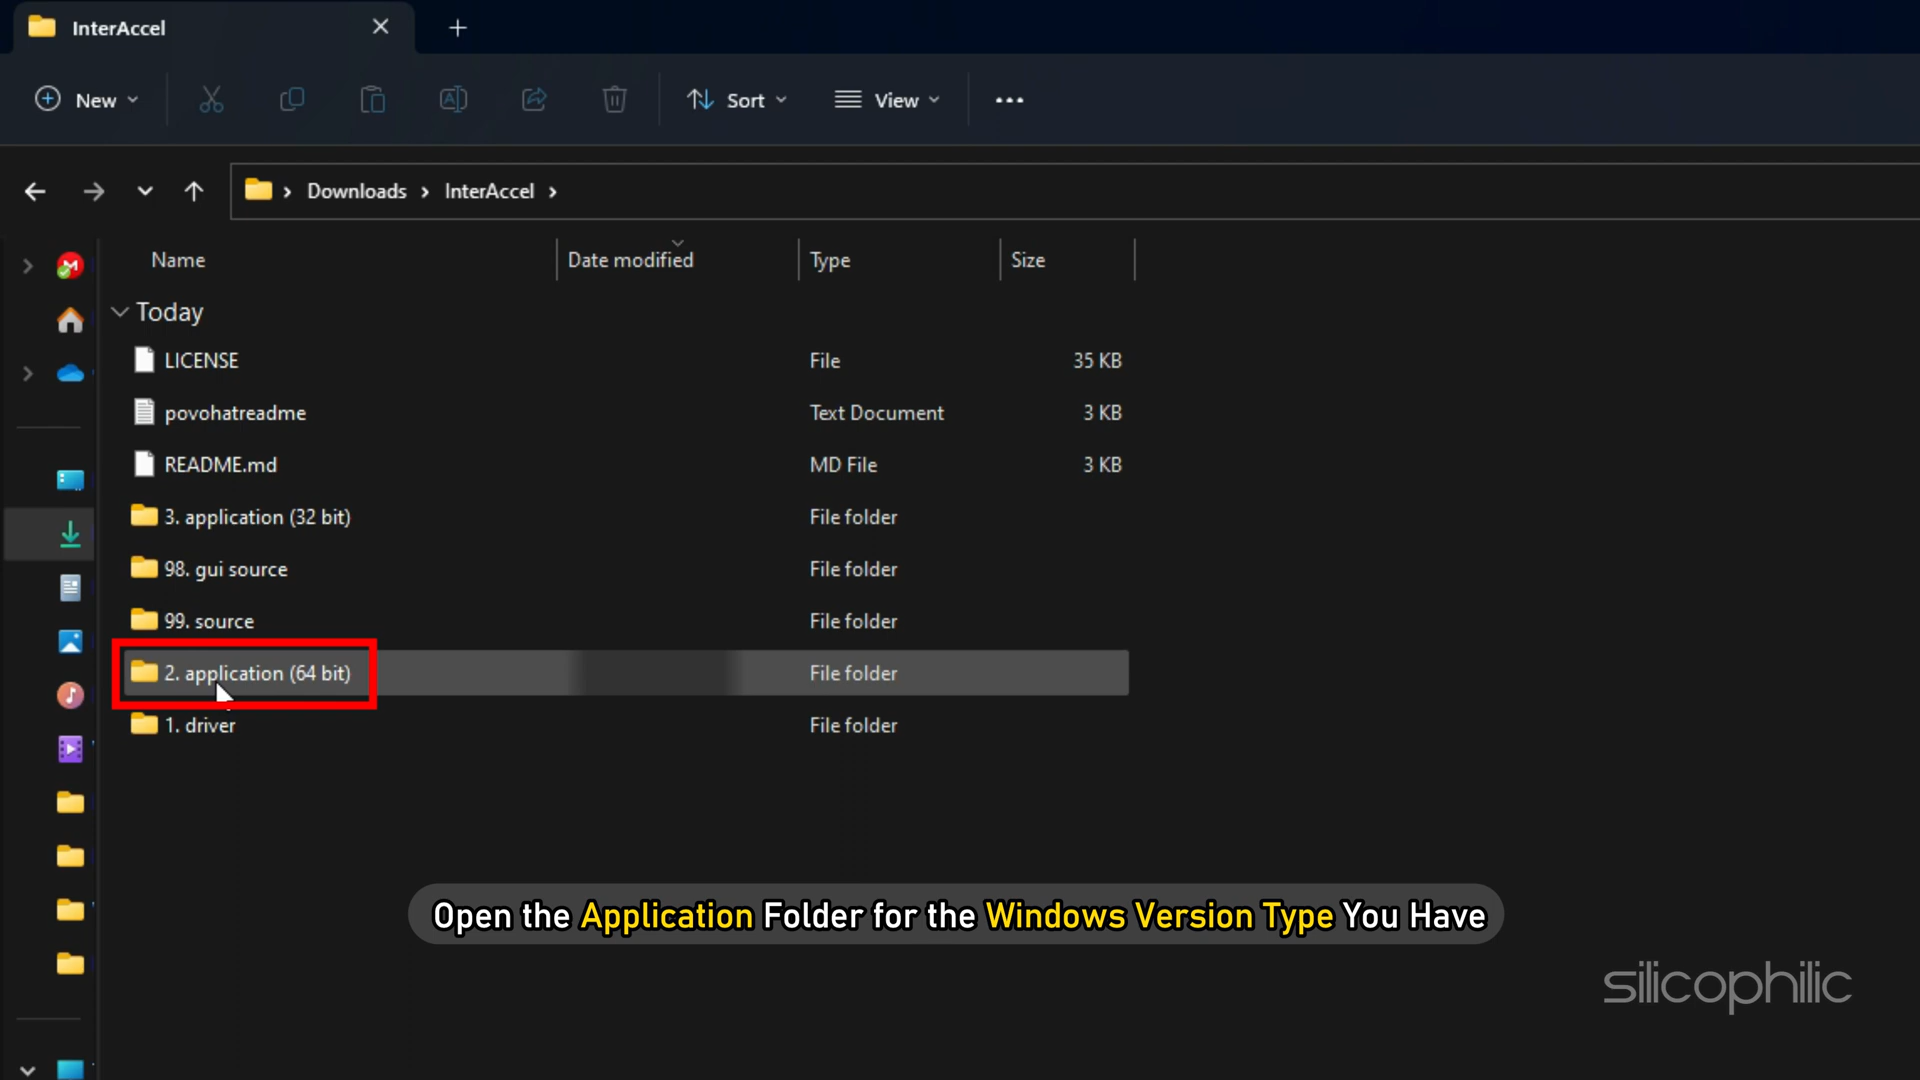 InterAccel
New
Sort
View
Downloads
InterAccel
Name
Date modified
Type
Size
Today
LICENSE
File
35 KB
povohatreadme
Text Document
3 KB
README.md
MD File
3 KB
3. application (32 bit)
File folder
98. gui source
File folder
99. source
File folder
2. application (64 bit)
File folder
1. driver
File folder
Open the Application Folder for the Windows Version Type You Have
silicophilic